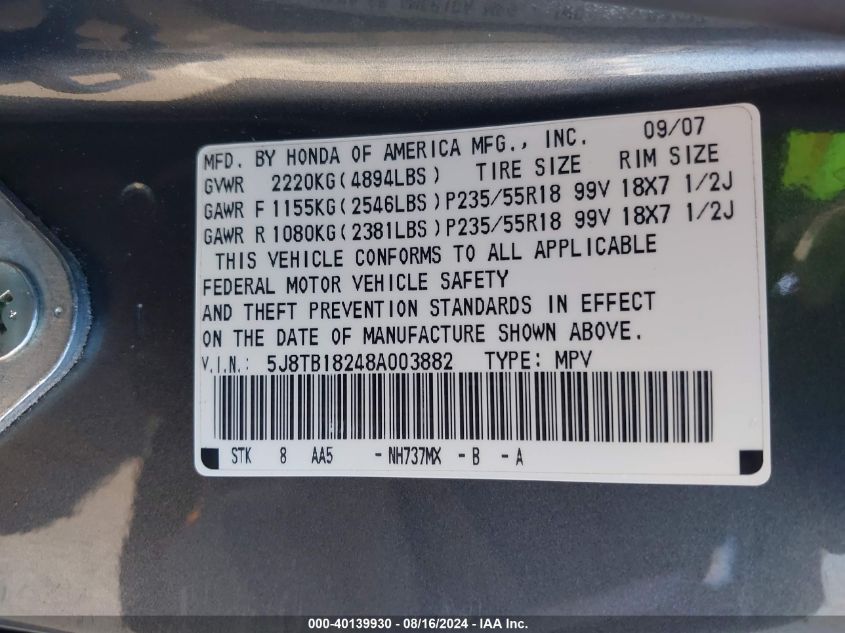 MFD. BY HONDA OF AMERICA MFG., INC. 09/07
GVWR 2220KG(4894LBS) TIRE SIZE RIM SIZE
GAWR F 1155KG(2546LBS)P235/55R18 99V 18X7 1/2J
GAWR R 1080KG(2381LBS)P235/55R18 99V 18X7 1/2J
THIS VEHICLE CONFORMS TO ALL APPLICABLE
FEDERAL MOTOR VEHICLE SAFETY
AND THEFT PREVENTION STANDARDS IN EFFECT
ON THE DATE OF MANUFACTURE SHOWN ABOVE.
V.I.N.: 5J8TB18248A003882 TYPE: MPV
STK 8 AA5 -NH737MX -B -A
000-40139930 - 08/16/2024 - IAA Inc.